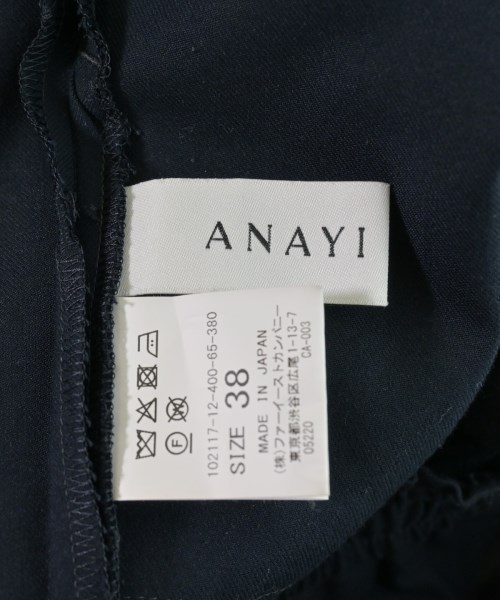 ANAYI
102117-12-400-65-380
SIZE 38
MADE IN JAPAN
(株)ファーイーストカンパニー
東京都渋谷区広尾1-13-7
05220 CA-003
F
W